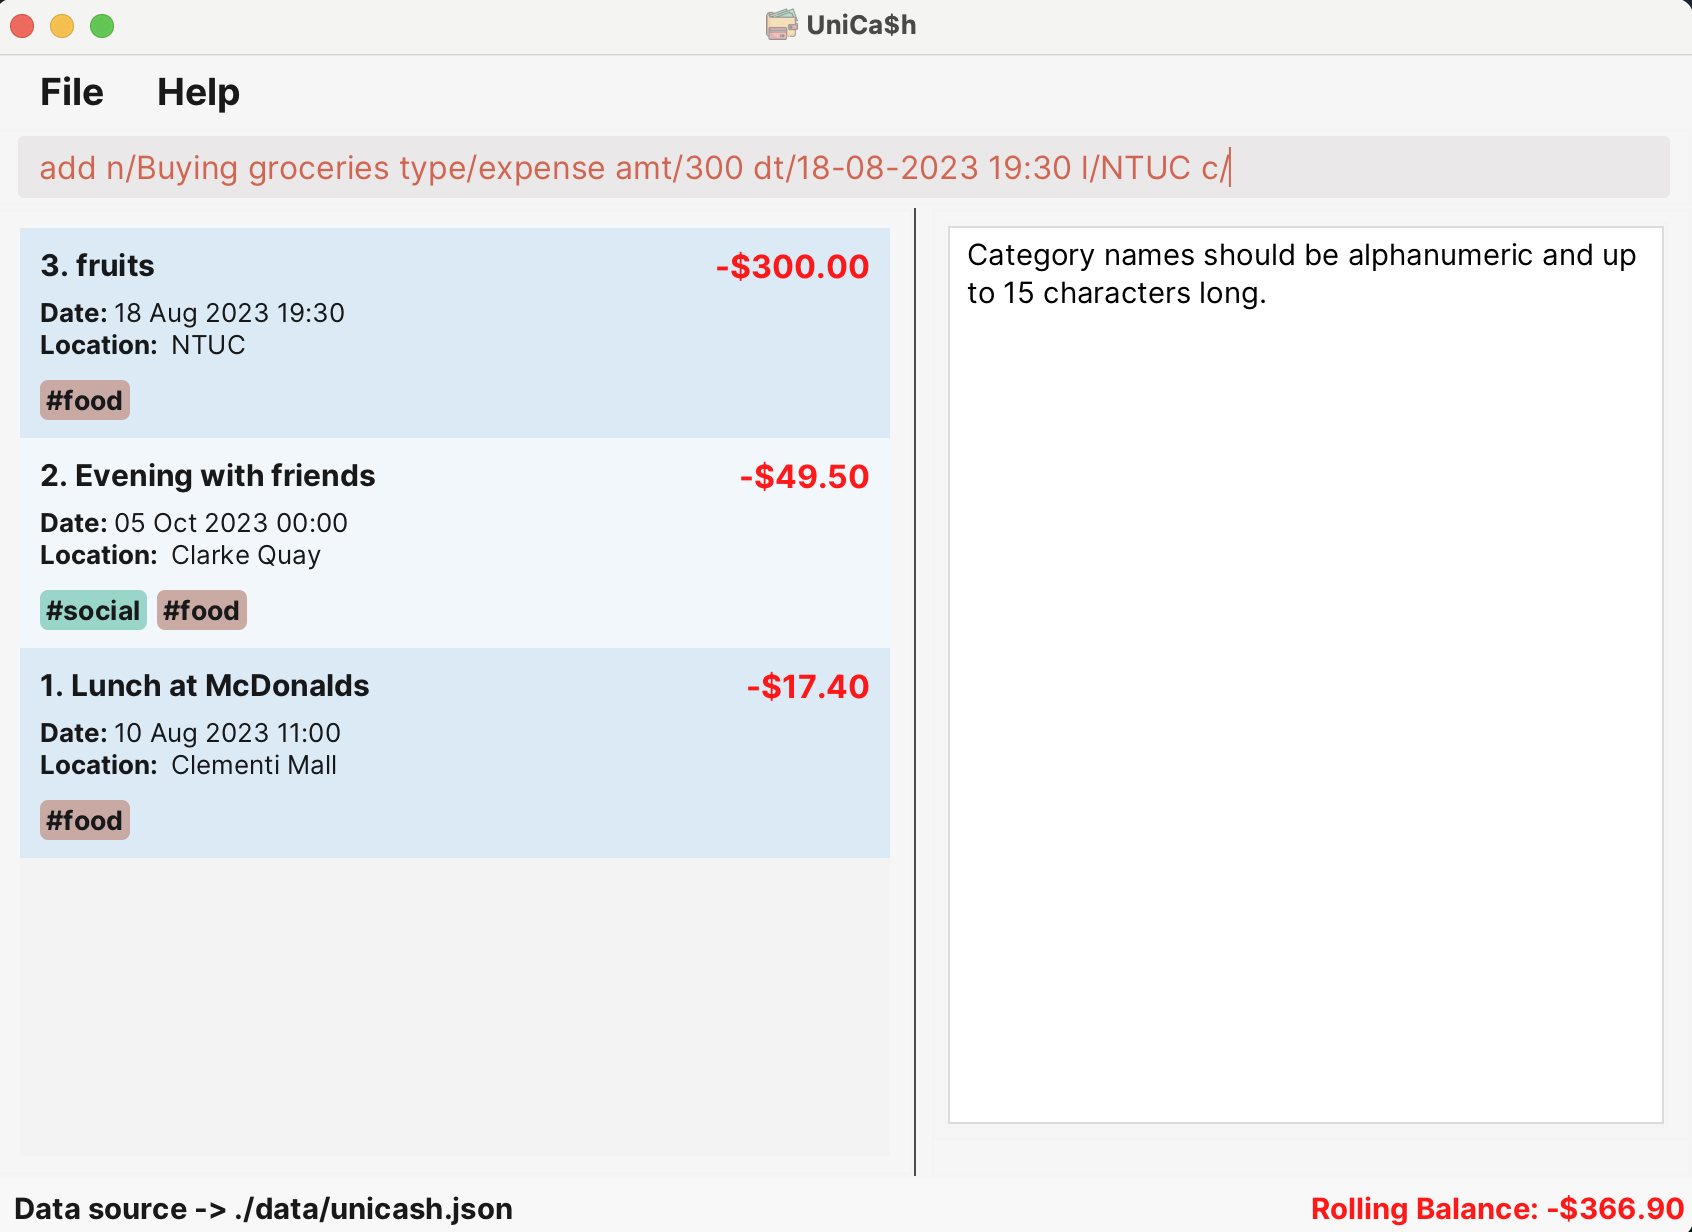 UniCa$h
File Help
add n/Buying groceries type/expense amt/300 dt/18-08-2023 19:30 l/NTUC c/
3. fruits -$300.00
Date: 18 Aug 2023 19:30
Location: NTUC
#food
2. Evening with friends -$49.50
Date: 05 Oct 2023 00:00
Location: Clarke Quay
#social #food
1. Lunch at McDonalds -$17.40
Date: 10 Aug 2023 11:00
Location: Clementi Mall
#food
Category names should be alphanumeric and up
to 15 characters long.
Data source -> ./data/unicash.json
Rolling Balance: -$366.90